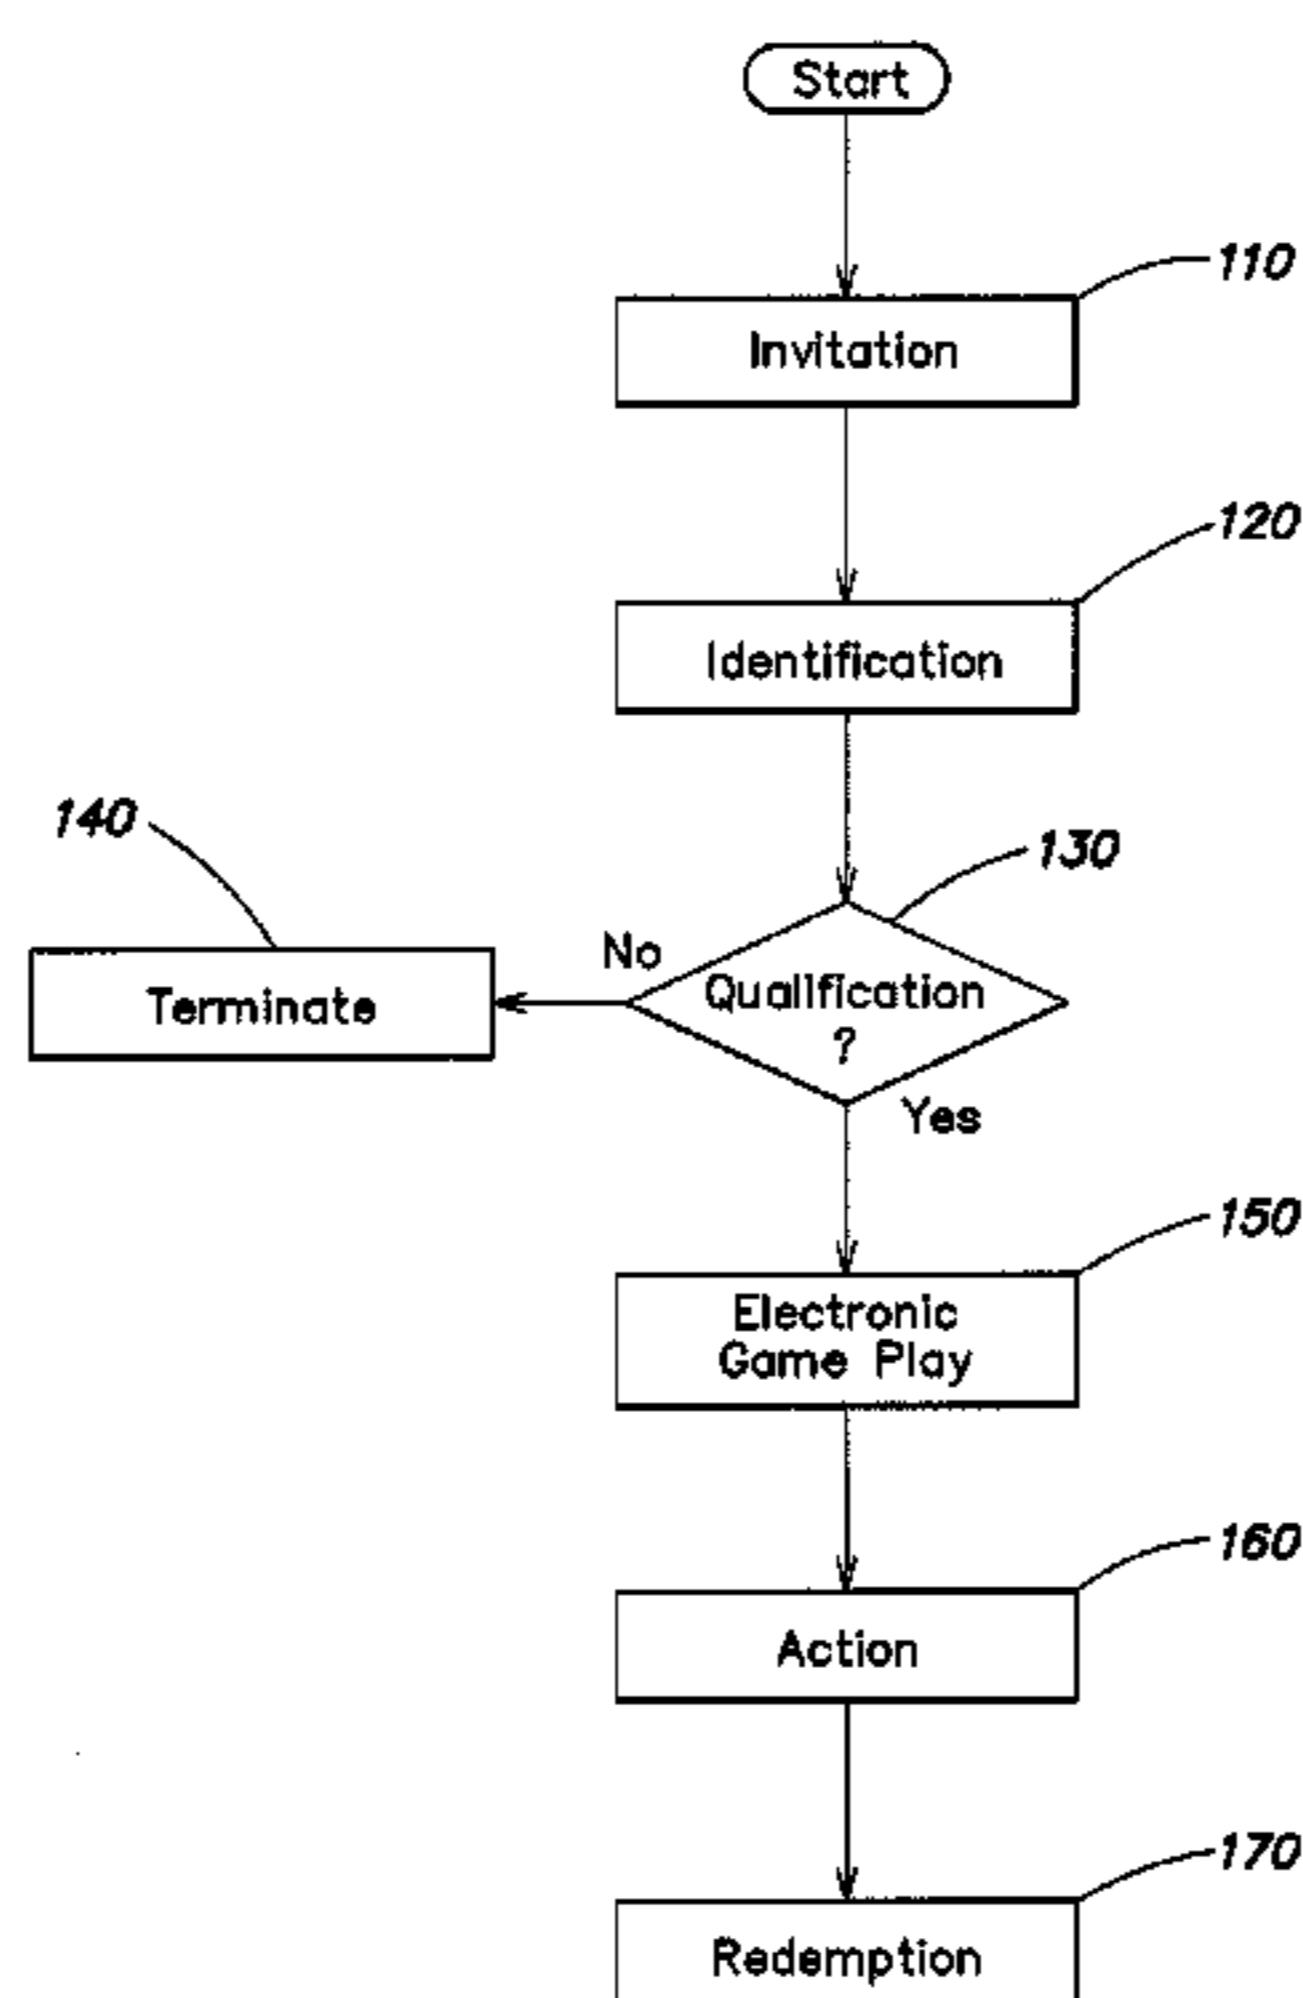 Start
110
Invitation
120
Identification
140
130
No
Qualification
?
Terminate
Yes
150
Electronic
Game Play
160
Action
170
Redemption